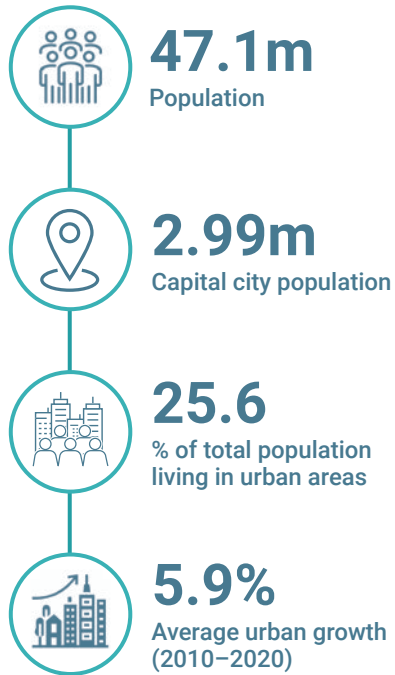 47.1m
Population
2.99m
Capital city population
25.6
% of total population
living in urban areas
5.9%
Average urban growth
(2010–2020)